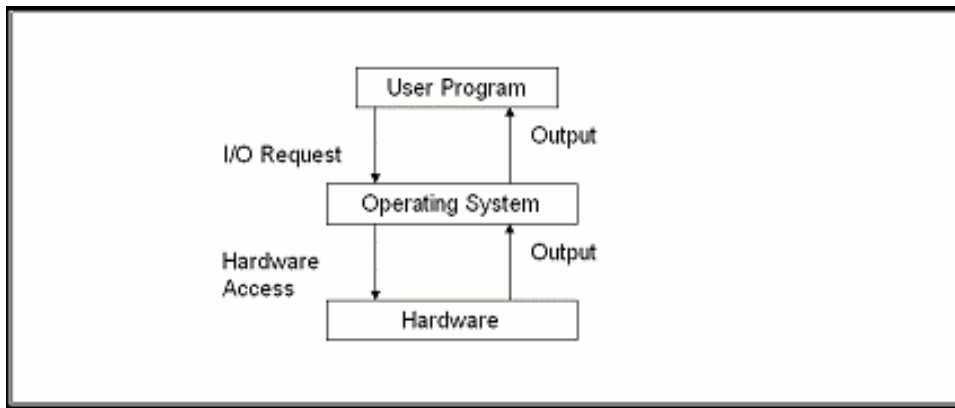 User Program
Output
I/O Request
Operating System
Output
Hardware
Access
Hardware